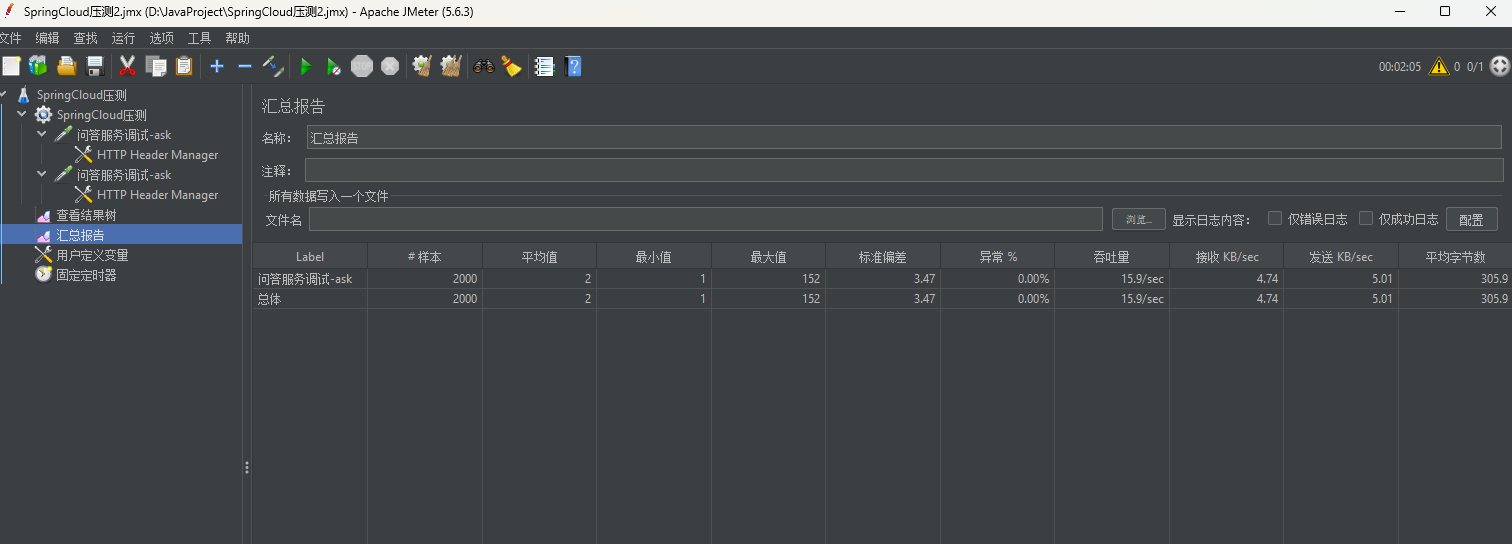 SpringCloud压测2.jmx (D:\JavaProject\SpringCloud压测2.jmx) - Apache JMeter (5.6.3)
文件 编辑 查找 运行 选项 工具 帮助
STOP
00:02:05 0 0/1
SpringCloud压测
SpringCloud压测
问答服务调试-ask
HTTP Header Manager
问答服务调试-ask
HTTP Header Manager
查看结果树
汇总报告
用户定义变量
固定定时器
汇总报告
名称： 汇总报告
注释：
所有数据写入一个文件
文件名 浏览... 显示日志内容： 仅错误日志 仅成功日志 配置
Label # 样本 平均值 最小值 最大值 标准偏差 异常 % 吞吐量 接收 KB/sec 发送 KB/sec 平均字节数
问答服务调试-ask 2000 2 1 152 3.47 0.00% 15.9/sec 4.74 5.01 305.9
总体 2000 2 1 152 3.47 0.00% 15.9/sec 4.74 5.01 305.9